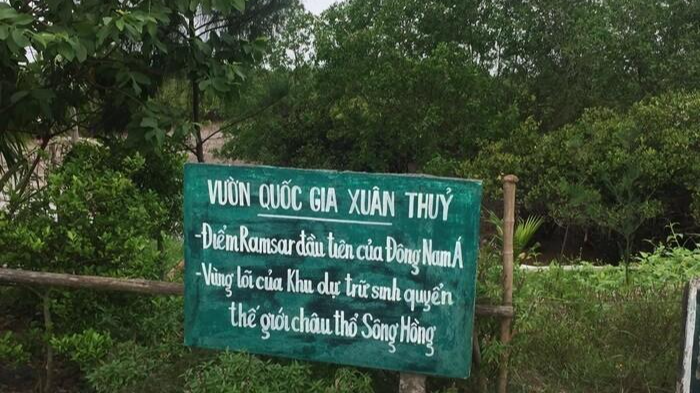 VƯỜN QUỐC GIA XUÂN THUỶ
-Điểm Ramsar đầu tiên của Đông Nam Á
-Vùng lõi của Khu dự trữ sinh quyển
thế giới châu thổ Sông Hồng